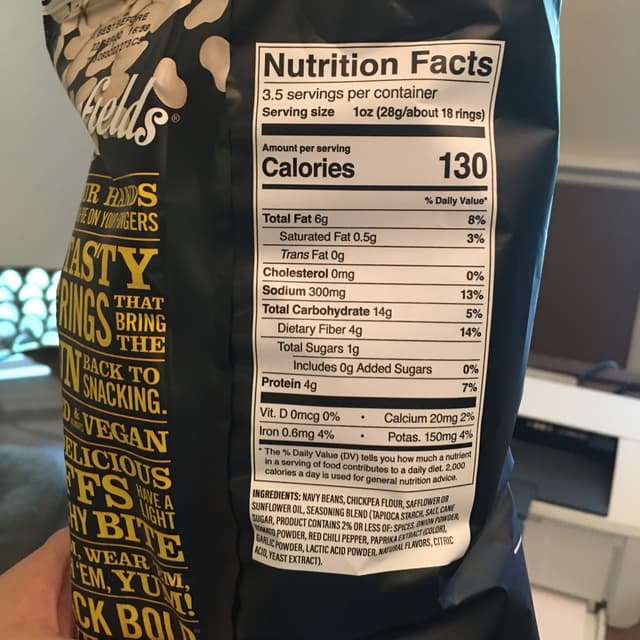 BEST BEFORE
fields®
HANDS
TASTY
RINGS THAT
BRING
THE
BACK TO
SNACKING.
& VEGAN
HAVE A
LIGHT
BITE
WEAR
'EM, YUM!
Nutrition Facts
3.5 servings per container
Serving size 1oz (28g/about 18 rings)
Amount per serving
Calories 130
% Daily Value*
Total Fat 6g 8%
Saturated Fat 0.5g 3%
Trans Fat 0g
Cholesterol 0mg 0%
Sodium 300mg 13%
Total Carbohydrate 14g 5%
Dietary Fiber 4g 14%
Total Sugars 1g
Includes 0g Added Sugars 0%
Protein 4g 7%
Vit. D 0mcg 0% • Calcium 20mg 2%
Iron 0.6mg 4% • Potas. 150mg 4%
* The % Daily Value (DV) tells you how much a nutrient
in a serving of food contributes to a daily diet. 2,000
calories a day is used for general nutrition advice.
INGREDIENTS: NAVY BEANS, CHICKPEA FLOUR, SAFFLOWER OR
SUNFLOWER OIL, SEASONING BLEND (TAPIOCA STARCH, SALT, CANE
SUGAR, PRODUCT CONTAINS 2% OR LESS OF: SPICES, ONION POWDER,
TOMATO POWDER, RED CHILI PEPPER, PAPRIKA EXTRACT (COLOR),
GARLIC POWDER, LACTIC ACID POWDER, NATURAL FLAVORS, CITRIC
ACID, YEAST EXTRACT).